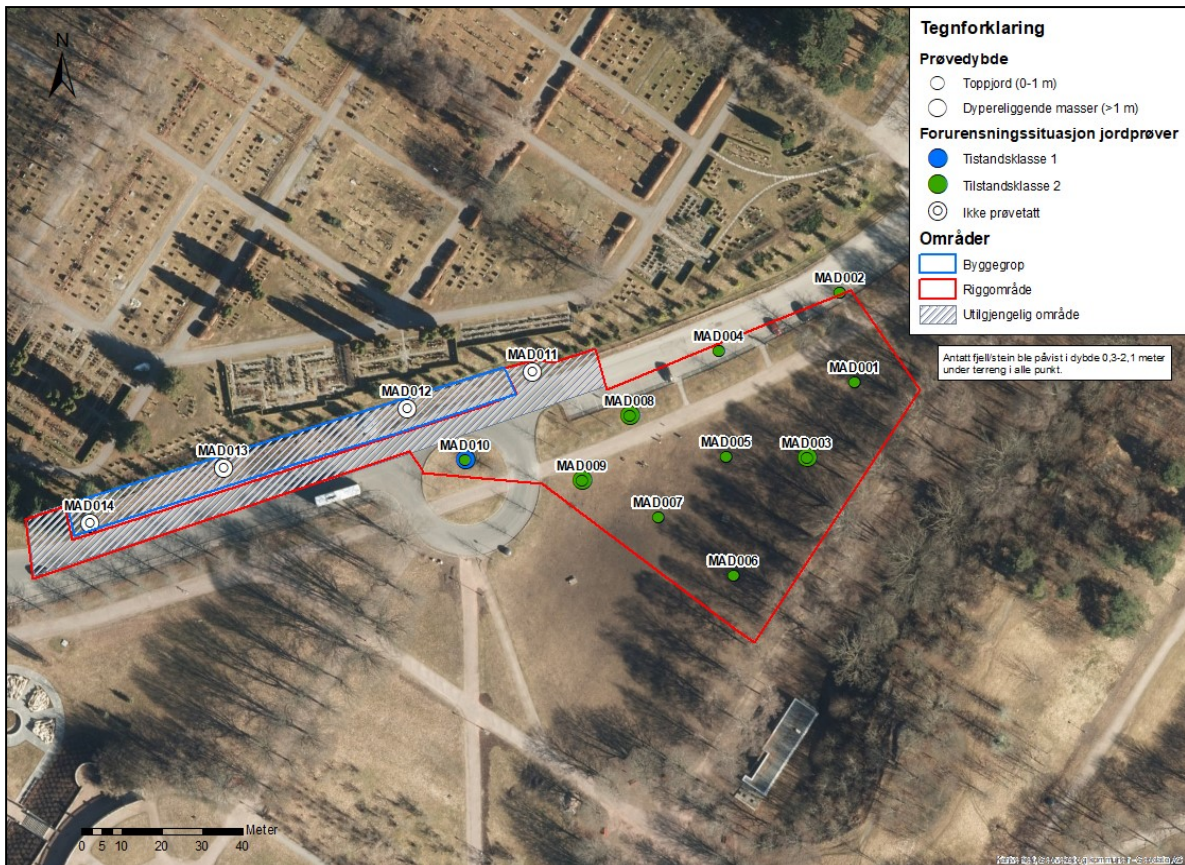 N
Tegnforklaring
Prøvedybde
Toppjord (0-1 m)
Dypereliggende masser (>1 m)
Forurensningssituasjon jordprøver
Tistandsklasse 1
Tilstandsklasse 2
Ikke prøvetatt
Områder
Byggegrop
Riggområde
Utilgjengelig område
Antatt fjell/stein ble påvist i dybde 0,3-2,1 meter
under terreng i alle punkt.
MAD002
MAD004
MAD011
MAD001
MAD012
MAD008
MAD010
MAD005
MAD003
MAD013
MAD009
MAD007
MAD014
MAD006
Meter
0 5 10 20 30 40